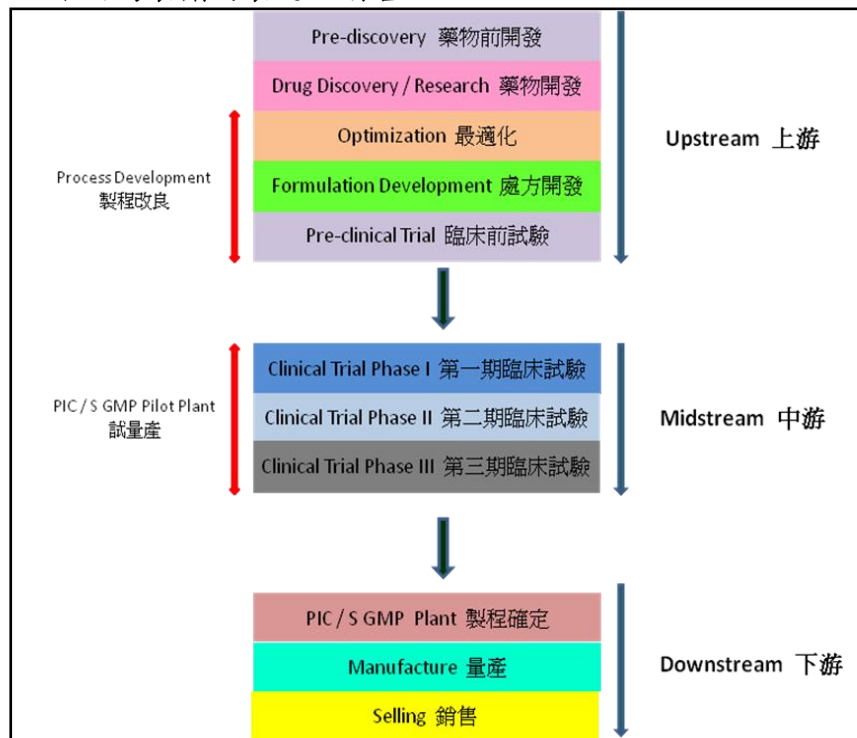 Pre-discovery 藥物前開發
Drug Discovery / Research 藥物開發
Optimization 最適化
Formulation Development 處方開發
Pre-clinical Trial 臨床前試驗
Process Development
製程改良
Upstream 上游
Clinical Trial Phase I 第一期臨床試驗
Clinical Trial Phase II 第二期臨床試驗
Clinical Trial Phase III 第三期臨床試驗
PIC / S GMP Pilot Plant
試量產
Midstream 中游
PIC / S GMP Plant 製程確定
Manufacture 量產
Selling 銷售
Downstream 下游